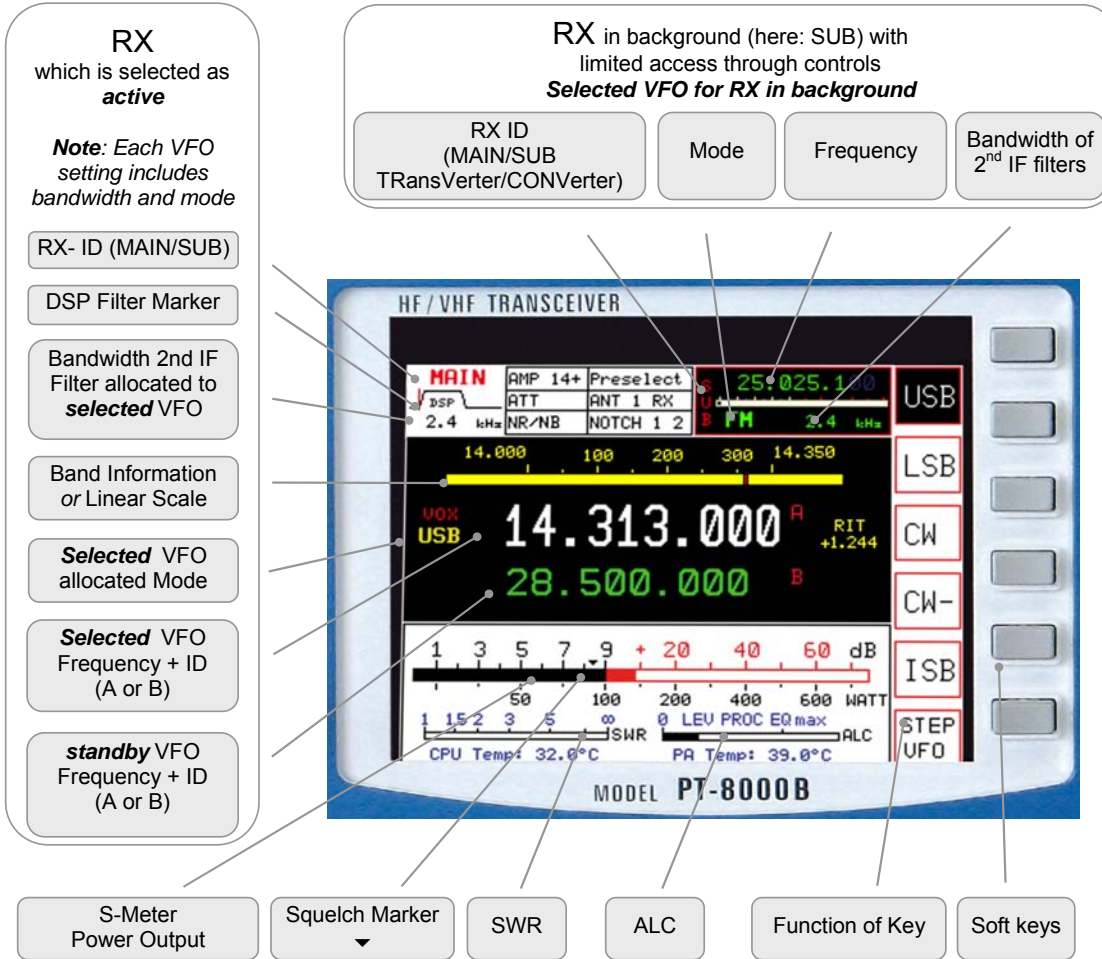 RX
which is selected as
active
Note: Each VFO
setting includes
bandwidth and mode
RX- ID (MAIN/SUB)
DSP Filter Marker
Bandwidth 2nd IF
Filter allocated to
selected VFO
Band Information
or Linear Scale
Selected VFO
allocated Mode
Selected VFO
Frequency + ID
(A or B)
standby VFO
Frequency + ID
(A or B)
RX in background (here: SUB) with
limited access through controls
Selected VFO for RX in background
RX ID
(MAIN/SUB
TRansVerter/CONVerter)
Mode
Frequency
Bandwidth of
2nd IF filters
HF/VHF TRANSCEIVER
MAIN
DSP
2.4 kHz
AMP 14+ Preselect
ATT ANT 1 RX
NR/NB NOTCH 1 2
SUB
25.025.100
FM 2.4 kHz
14.000 100 200 300 14.350
VOX
USB
14.313.000 A
RIT
+1.244
28.500.000 B
1 3 5 7 9 + 20 40 60 dB
50 100 200 400 600 WATT
1 1.5 2 3 5 ∞ SWR
0 LEV PROC EQ max ALC
CPU Temp: 32.0°C PA Temp: 39.0°C
USB
LSB
CW
CW-
ISB
STEP
VFO
MODEL PT-8000B
S-Meter
Power Output
Squelch Marker
SWR
ALC
Function of Key
Soft keys